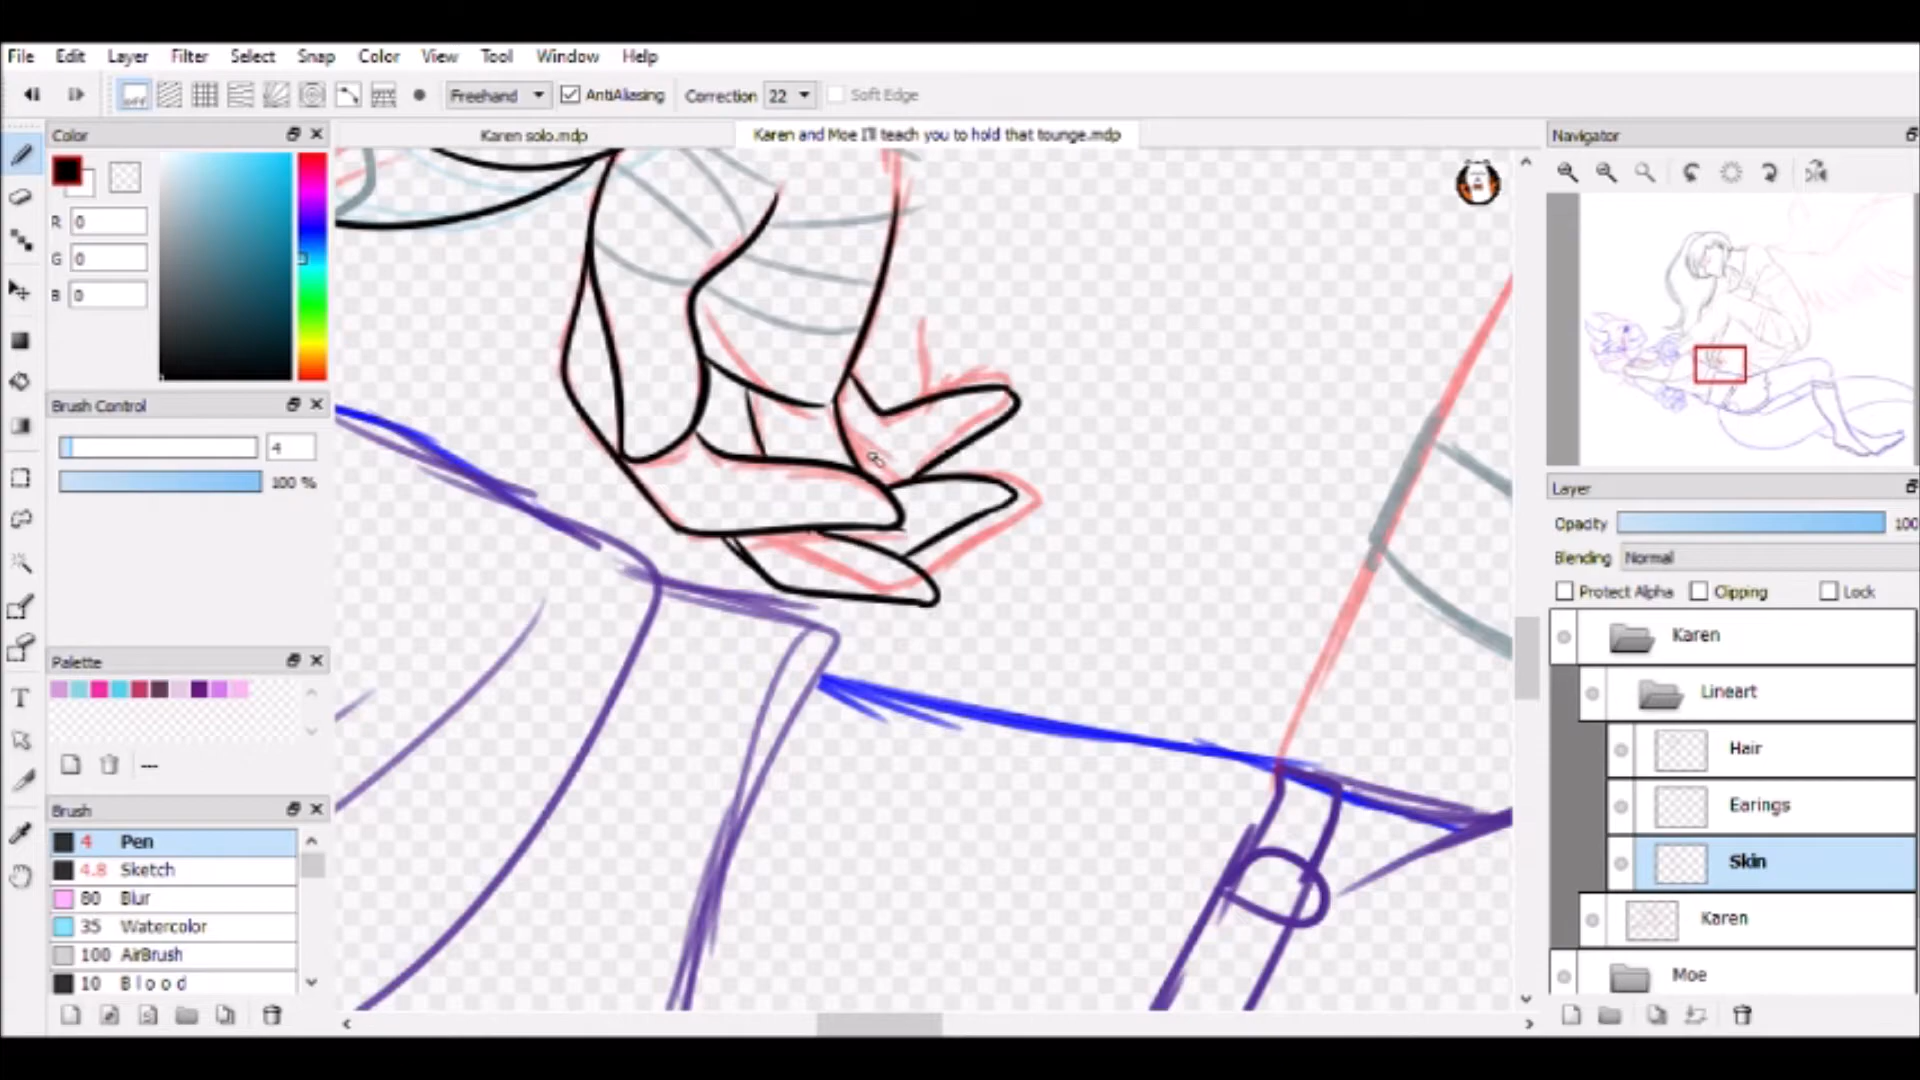 File Edit Layer Filter Select Snap Color View Tool Window Help
off Freehand AntiAliasing Correction 22 Soft Edge
Color
Karen solo.mdp
Karen and Moe I'll teach you to hold that tounge.mdp
Navigator
R 0
G 0
B 0
Brush Control
4
100 %
Layer
Opacity 100
Blending Normal
Protect Alpha Clipping Lock
Karen
Lineart
Hair
Earings
Skin
Karen
Moe
Palette
---
T
Brush
4 Pen
4.8 Sketch
80 Blur
35 Watercolor
100 AirBrush
10 B l o o d